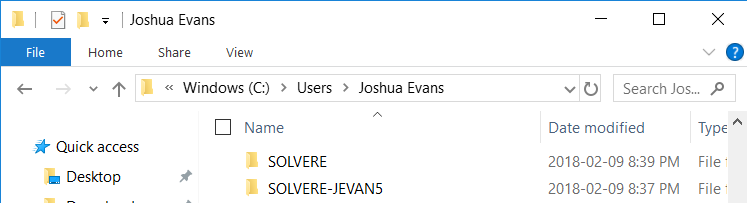 Joshua Evans
File Home Share View
« Windows (C:) Users Joshua Evans Search Jos...
Name Date modified Type
Quick access
SOLVERE 2018-02-09 8:39 PM File
Desktop
SOLVERE-JEVAN5 2018-02-09 8:37 PM File